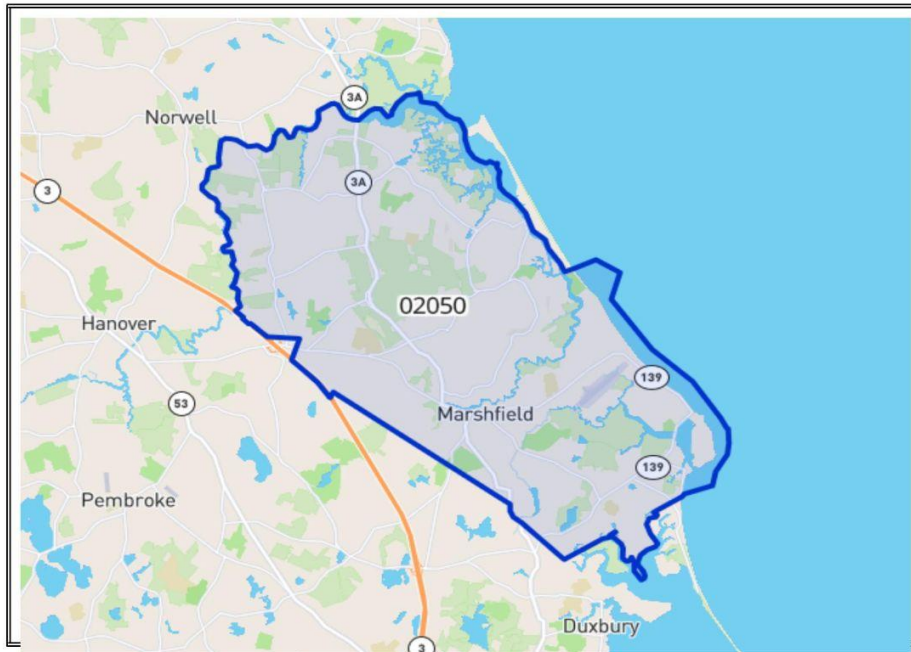 3A
Norwell
3A
3
02050
Hanover
139
53
Marshfield
139
Pembroke
Duxbury
3